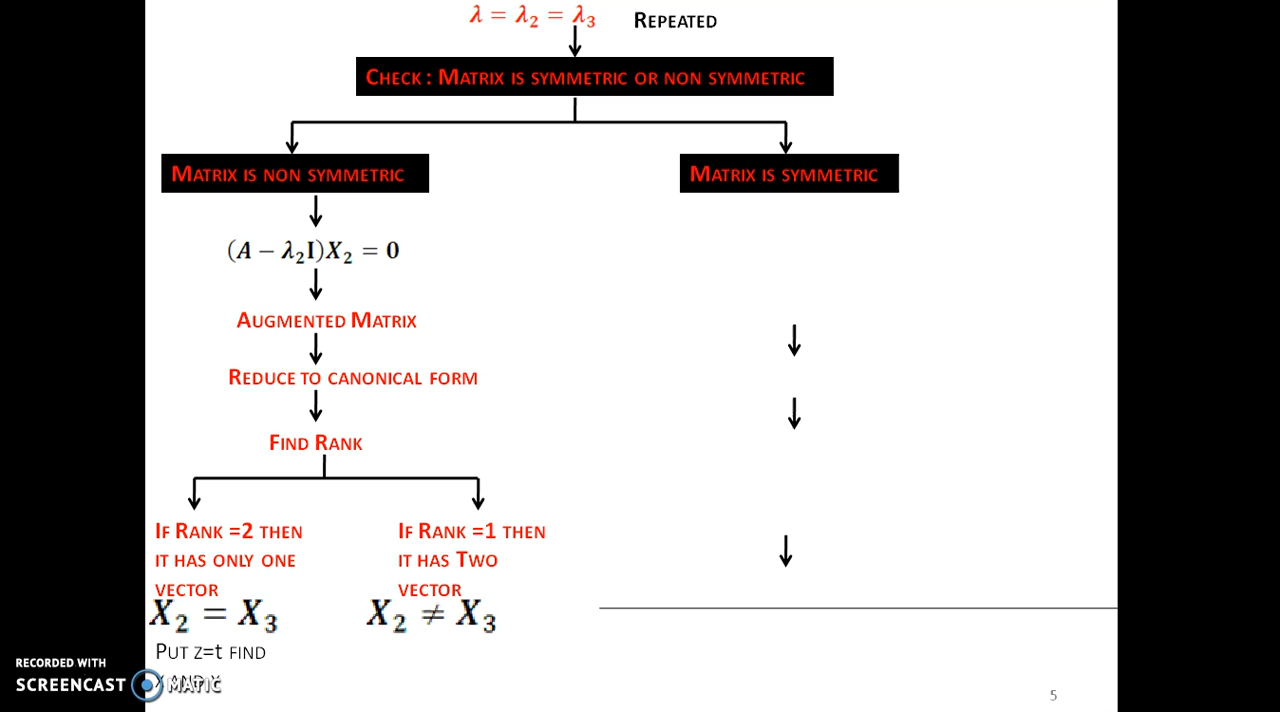 λ = λ₂ = λ₃ REPEATED
CHECK : MATRIX IS SYMMETRIC OR NON SYMMETRIC
MATRIX IS NON SYMMETRIC
MATRIX IS SYMMETRIC
(A − λ₂I)X₂ = 0
AUGMENTED MATRIX
REDUCE TO CANONICAL FORM
FIND RANK
IF RANK =2 THEN
IT HAS ONLY ONE
VECTOR
X₂ = X₃
IF RANK =1 THEN
IT HAS TWO
VECTOR
X₂ ≠ X₃
PUT Z=t FIND
AND
RECORDED WITH
SCREENCAST MATIC
5